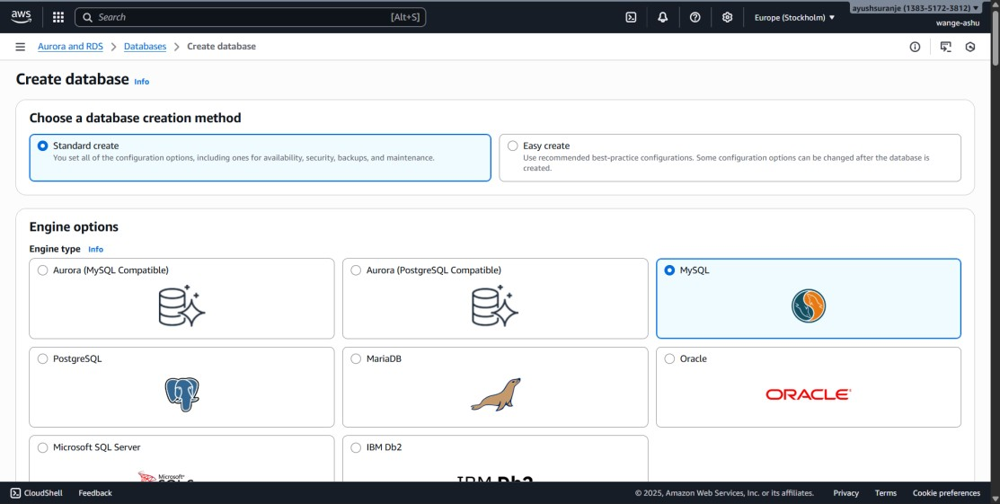 aws
Search [Alt+S]
Europe (Stockholm) ▼
ayushsuranje (1383-5172-3812) ▼
wange-ashu
Aurora and RDS > Databases > Create database
Create database Info
Choose a database creation method
Standard create
You set all of the configuration options, including ones for availability, security, backups, and maintenance.
Easy create
Use recommended best-practice configurations. Some configuration options can be changed after the database is
created.
Engine options
Engine type Info
Aurora (MySQL Compatible)
Aurora (PostgreSQL Compatible)
MySQL
PostgreSQL
MariaDB
Oracle
ORACLE
Microsoft SQL Server
Microsoft®
IBM Db2
IBM Db2
CloudShell Feedback © 2025, Amazon Web Services, Inc. or its affiliates. Privacy Terms Cookie preferences